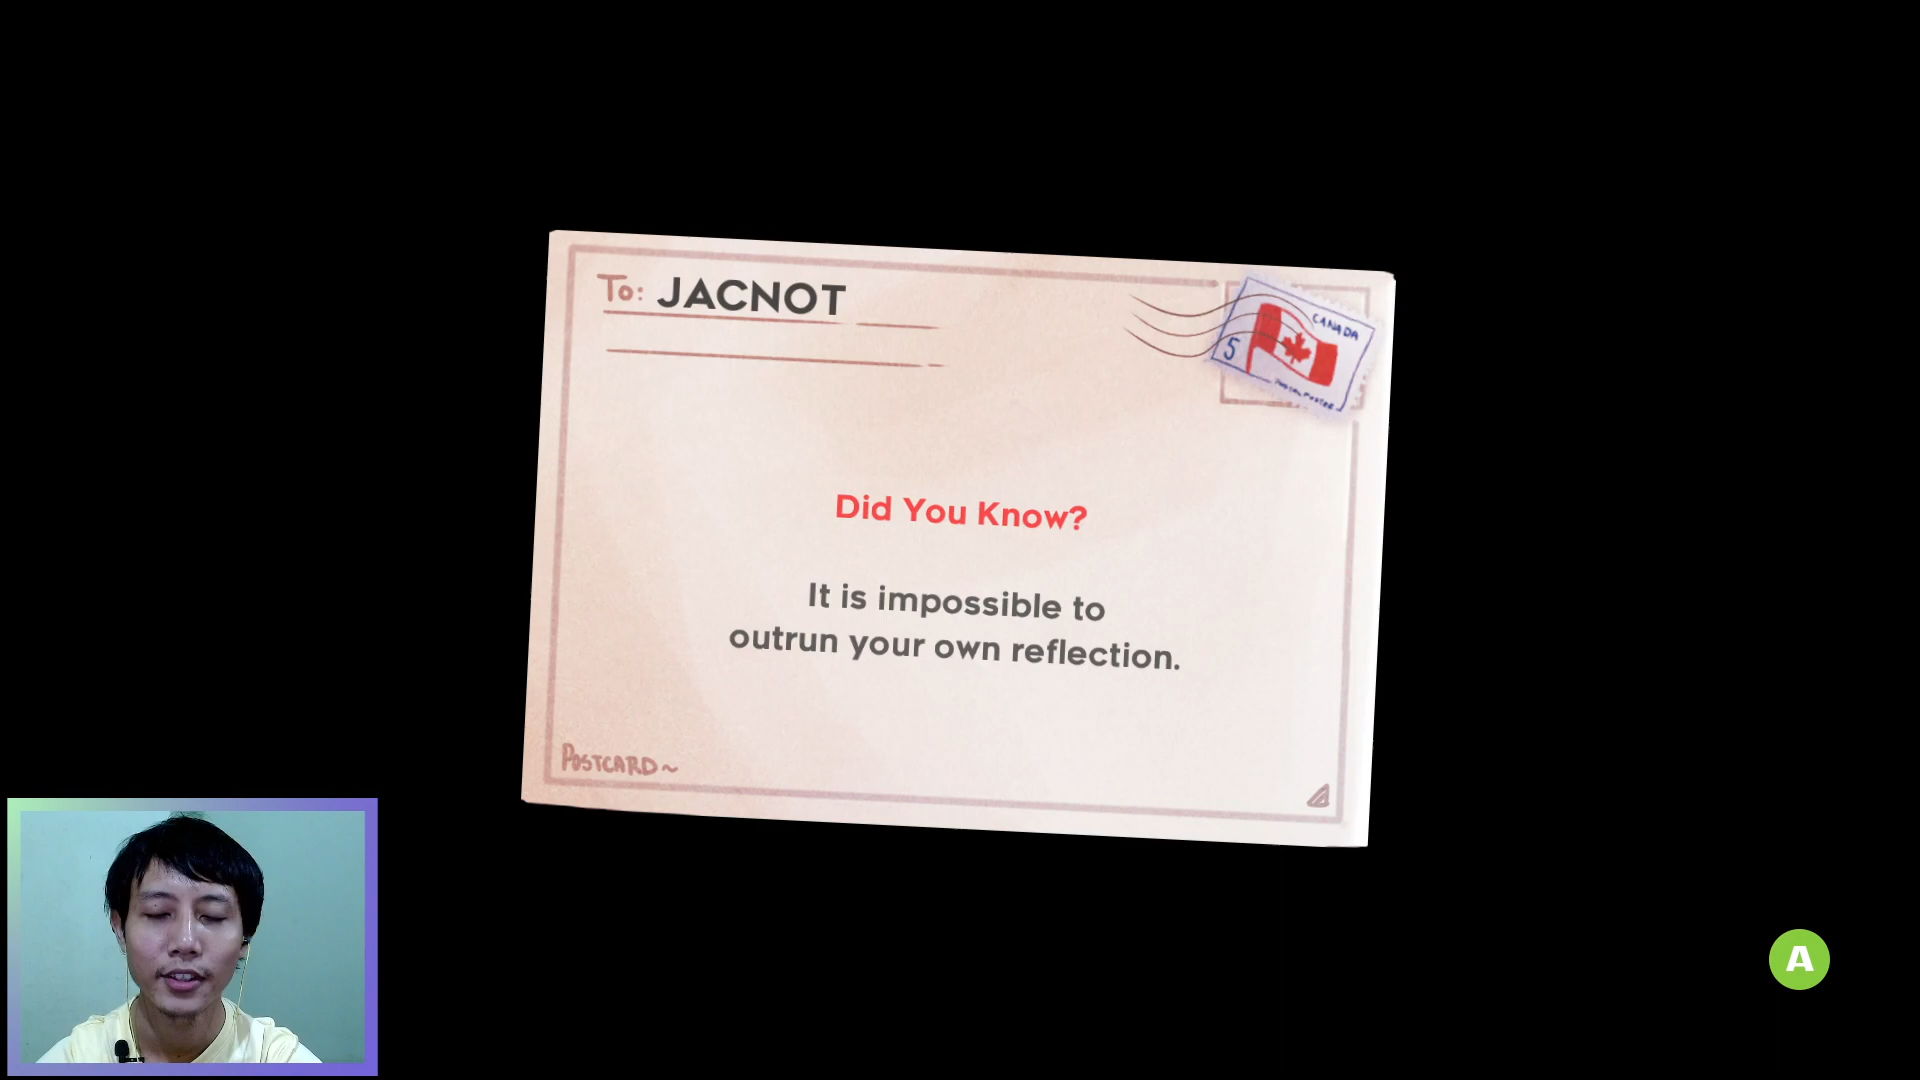 To: JACNOT
CANADA
5
Did You Know?
It is impossible to
outrun your own reflection.
POSTCARD~
A